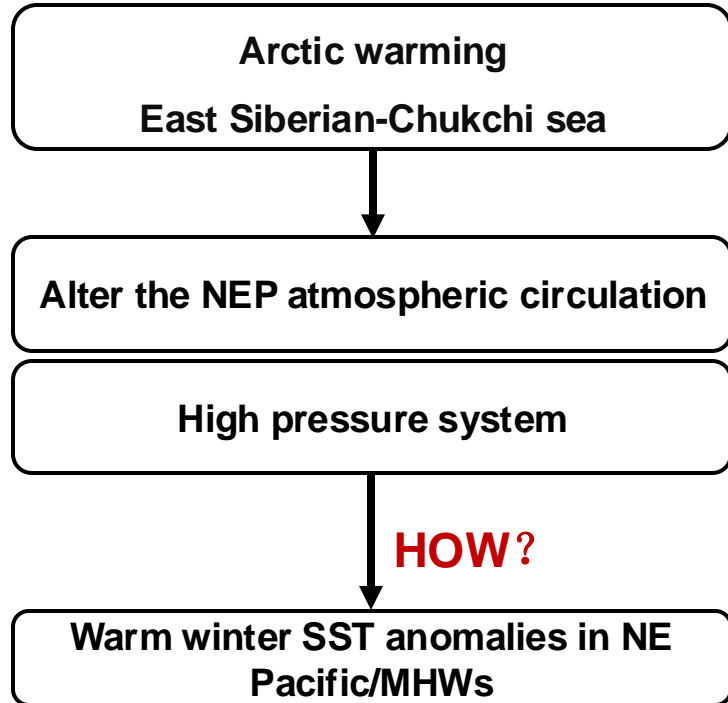 Arctic warming
East Siberian-Chukchi sea
Alter the NEP atmospheric circulation
High pressure system
HOW？
Warm winter SST anomalies in NE
Pacific/MHWs